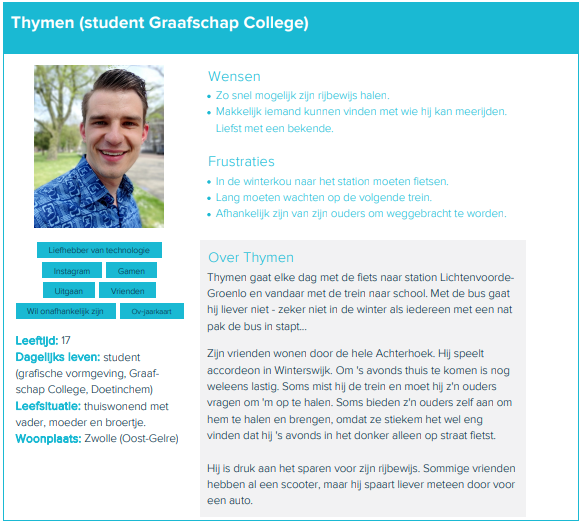 Thymen (student Graafschap College)
Wensen
• Zo snel mogelijk zijn rijbewijs halen.
• Makkelijk iemand kunnen vinden met wie hij kan meerijden.
Liefst met een bekende.
Frustraties
• In de winterkou naar het station moeten fietsen.
• Lang moeten wachten op de volgende trein.
• Afhankelijk zijn van zijn ouders om weggebracht te worden.
Liefhebber van technologie
Instagram
Gamen
Uitgaan
Vrienden
Wil onafhankelijk zijn
Ov-jaarkaart
Leeftijd: 17
Dagelijks leven: student
(grafische vormgeving, Graaf-
schap College, Doetinchem)
Leefsituatie: thuiswonend met
vader, moeder en broertje.
Woonplaats: Zwolle (Oost-Gelre)
Over Thymen
Thymen gaat elke dag met de fiets naar station Lichtenvoorde-
Groenlo en vandaar met de trein naar school. Met de bus gaat
hij liever niet - zeker niet in de winter als iedereen met een nat
pak de bus in stapt...
Zijn vrienden wonen door de hele Achterhoek. Hij speelt
accordeon in Winterswijk. Om 's avonds thuis te komen is nog
weleens lastig. Soms mist hij de trein en moet hij z'n ouders
vragen om 'm op te halen. Soms bieden z'n ouders zelf aan om
hem te halen en brengen, omdat ze stiekem het wel eng
vinden dat hij 's avonds in het donker alleen op straat fietst.
Hij is druk aan het sparen voor zijn rijbewijs. Sommige vrienden
hebben al een scooter, maar hij spaart liever meteen door voor
een auto.